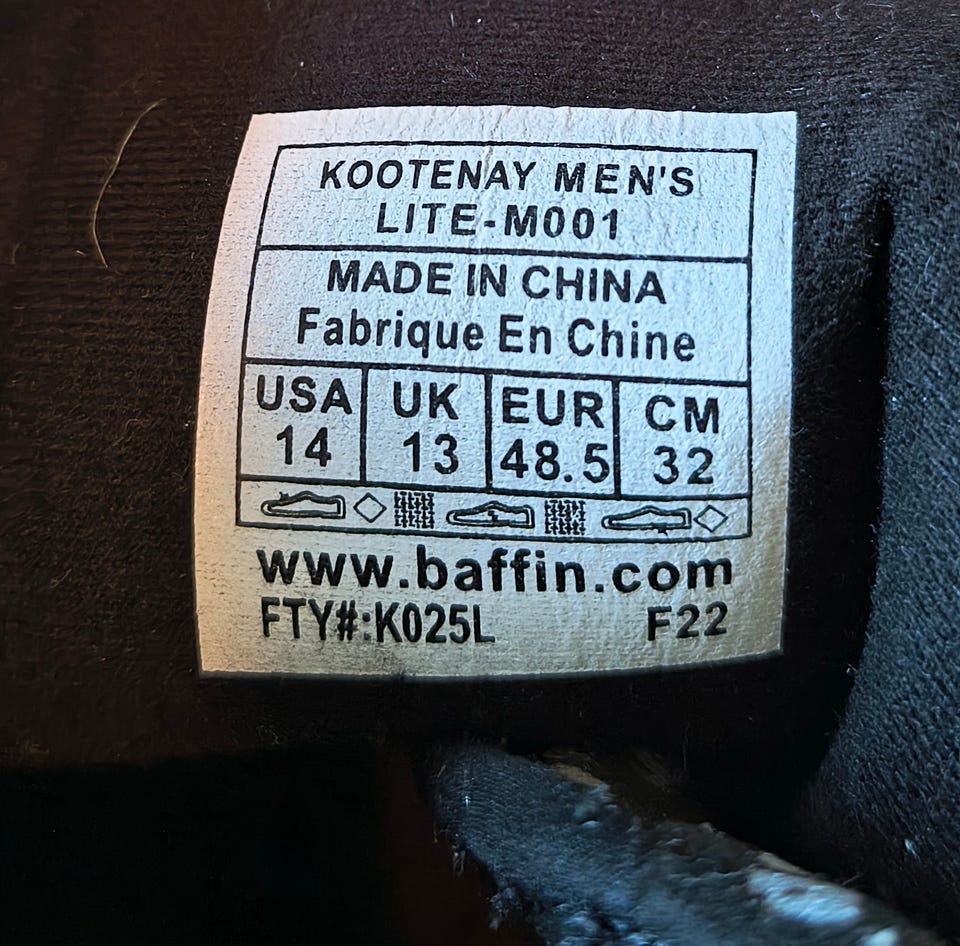 KOOTENAY MEN'S
LITE-M001
MADE IN CHINA
Fabrique En Chine
USA UK EUR CM
14 13 48.5 32
www.baffin.com
FTY#:K025L F22